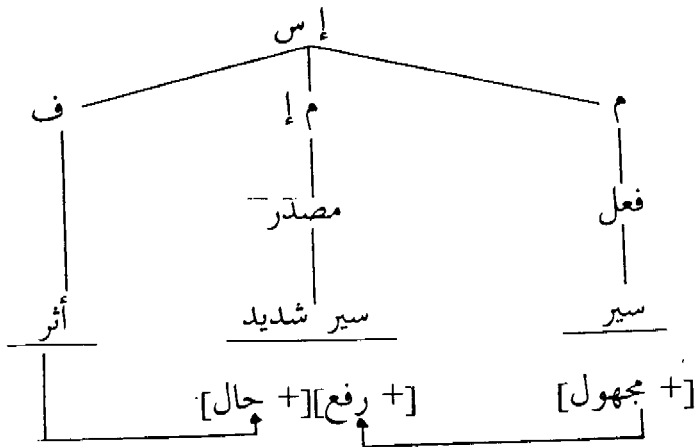 إ س
م م إ ف
فعل مصدر
سير سير شديد أثر
[+ مجهول] [+ رفع][+ حال]